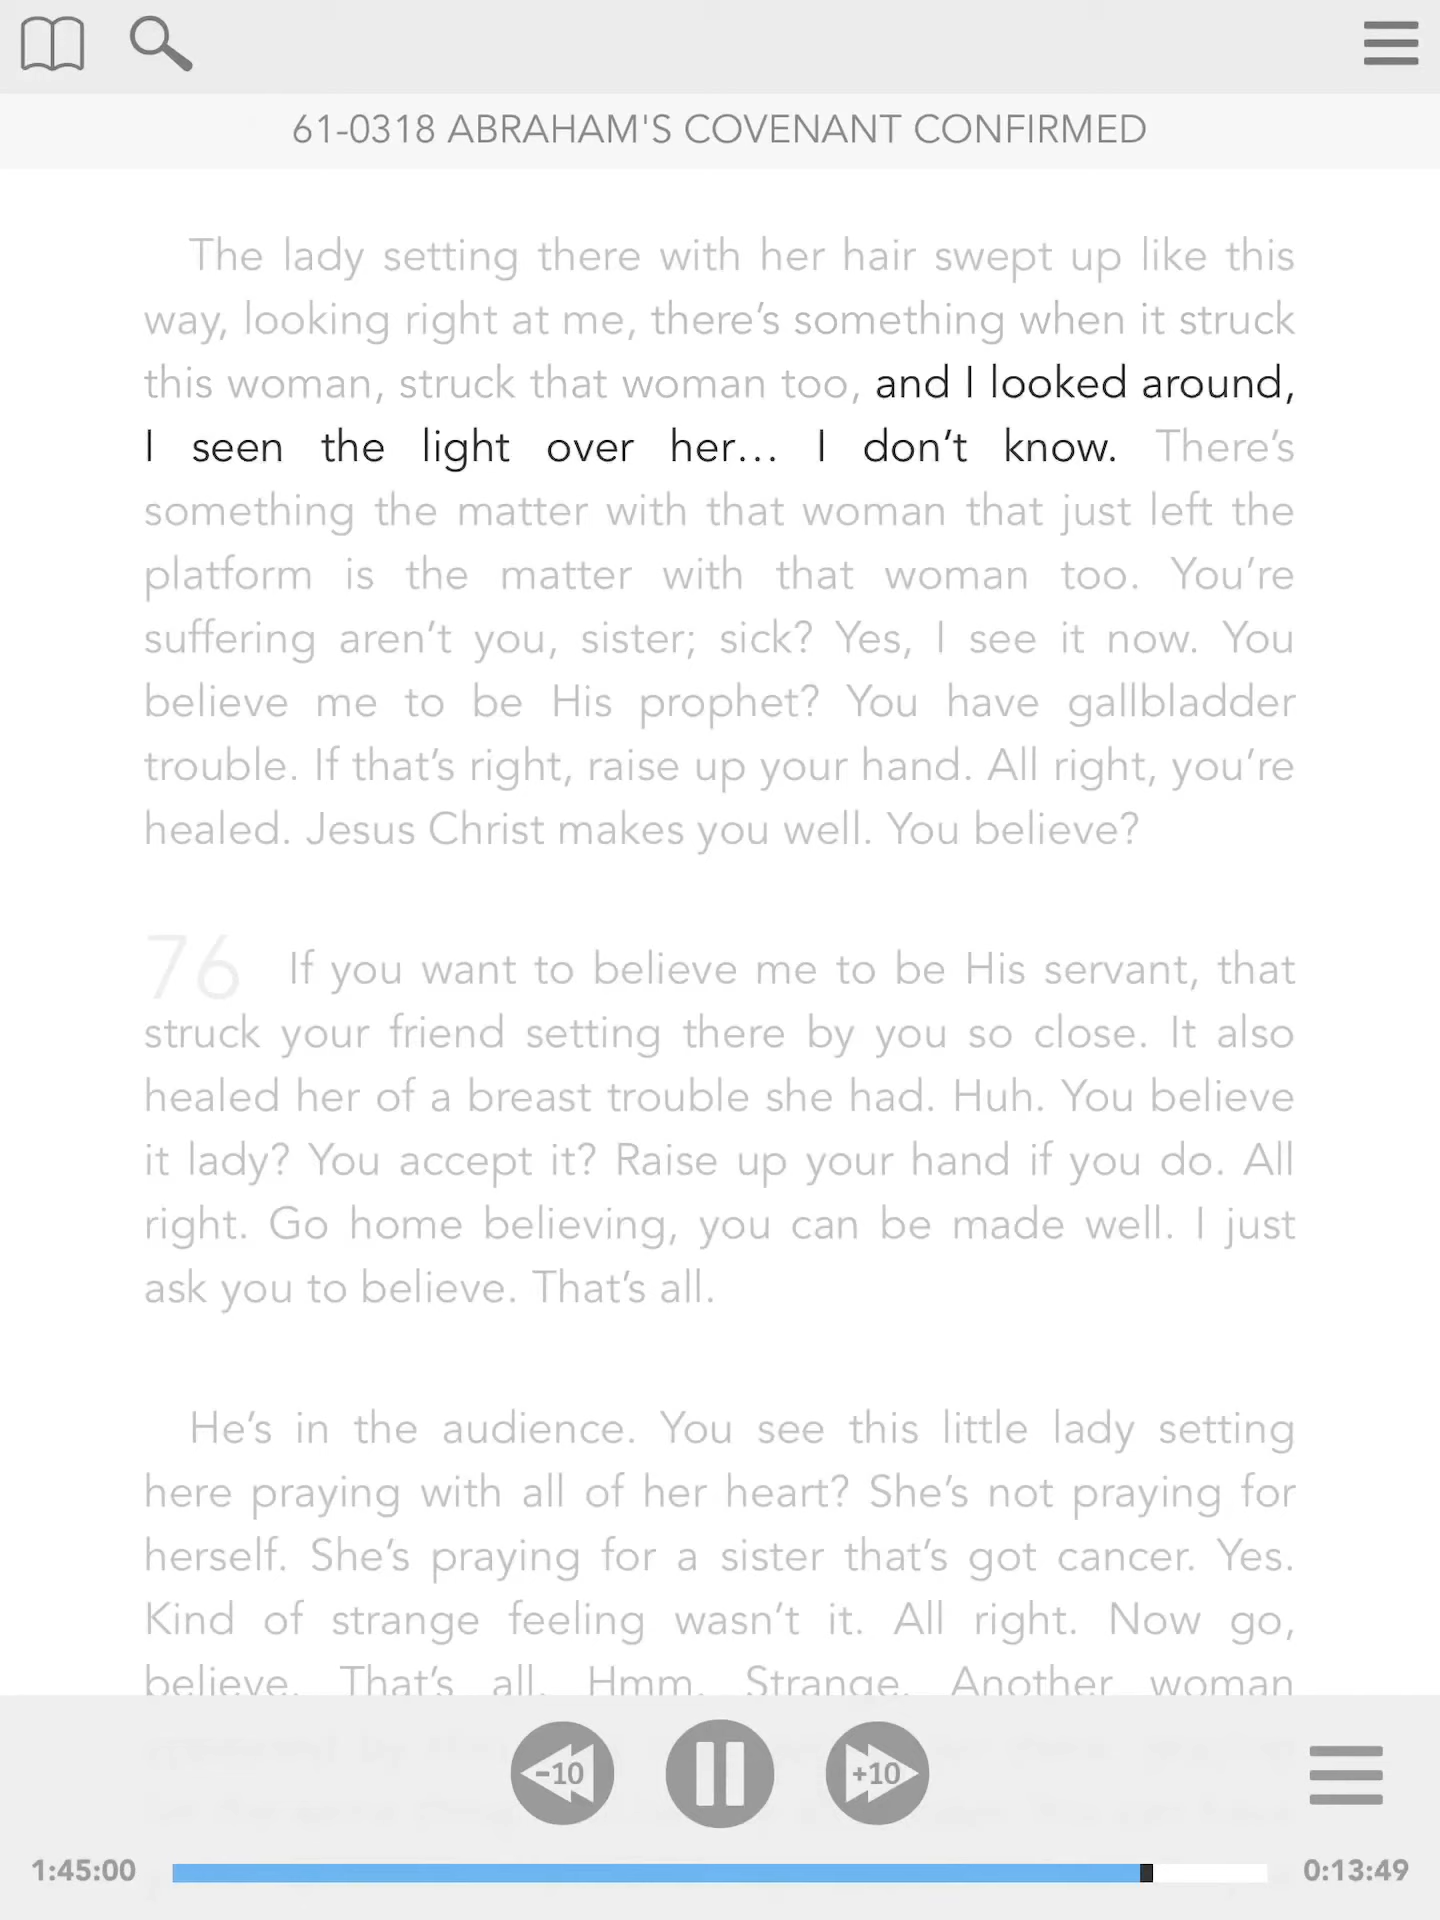 61-0318 ABRAHAM'S COVENANT CONFIRMED
The lady setting there with her hair swept up like this
way, looking right at me, there’s something when it struck
this woman, struck that woman too, and I looked around,
I seen the light over her… I don’t know. There’s
something the matter with that woman that just left the
platform is the matter with that woman too. You’re
suffering aren’t you, sister; sick? Yes, I see it now. You
believe me to be His prophet? You have gallbladder
trouble. If that’s right, raise up your hand. All right, you’re
healed. Jesus Christ makes you well. You believe?
76 If you want to believe me to be His servant, that
struck your friend setting there by you so close. It also
healed her of a breast trouble she had. Huh. You believe
it lady? You accept it? Raise up your hand if you do. All
right. Go home believing, you can be made well. I just
ask you to believe. That’s all.
He’s in the audience. You see this little lady setting
here praying with all of her heart? She’s not praying for
herself. She’s praying for a sister that’s got cancer. Yes.
Kind of strange feeling wasn’t it. All right. Now go,
believe. That’s all. Hmm. Strange. Another woman
-10 +10
1:45:00 0:13:49